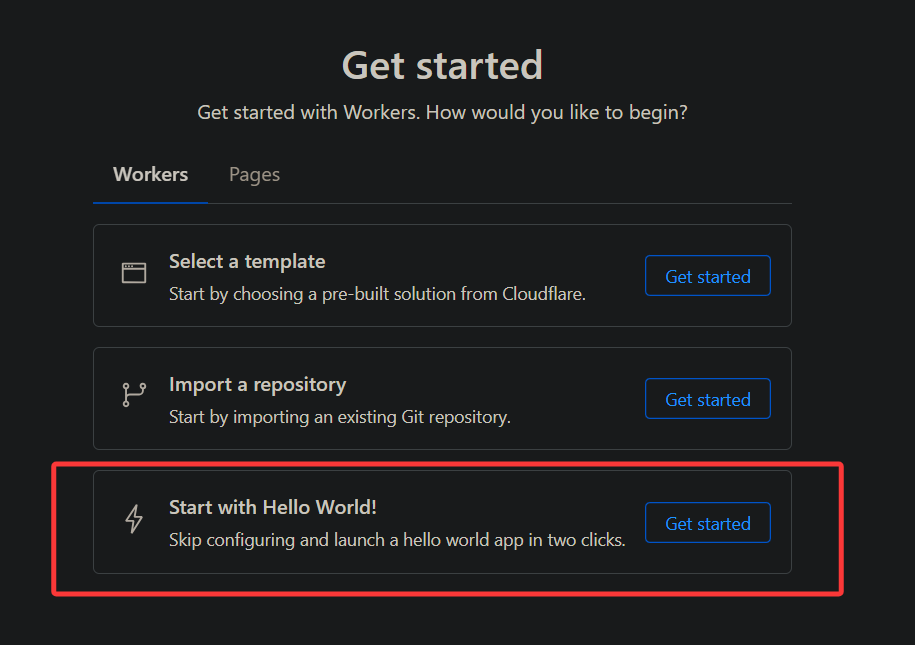 Get started
Get started with Workers. How would you like to begin?
Workers Pages
Select a template
Start by choosing a pre-built solution from Cloudflare.
Get started
Import a repository
Start by importing an existing Git repository.
Get started
Start with Hello World!
Skip configuring and launch a hello world app in two clicks.
Get started